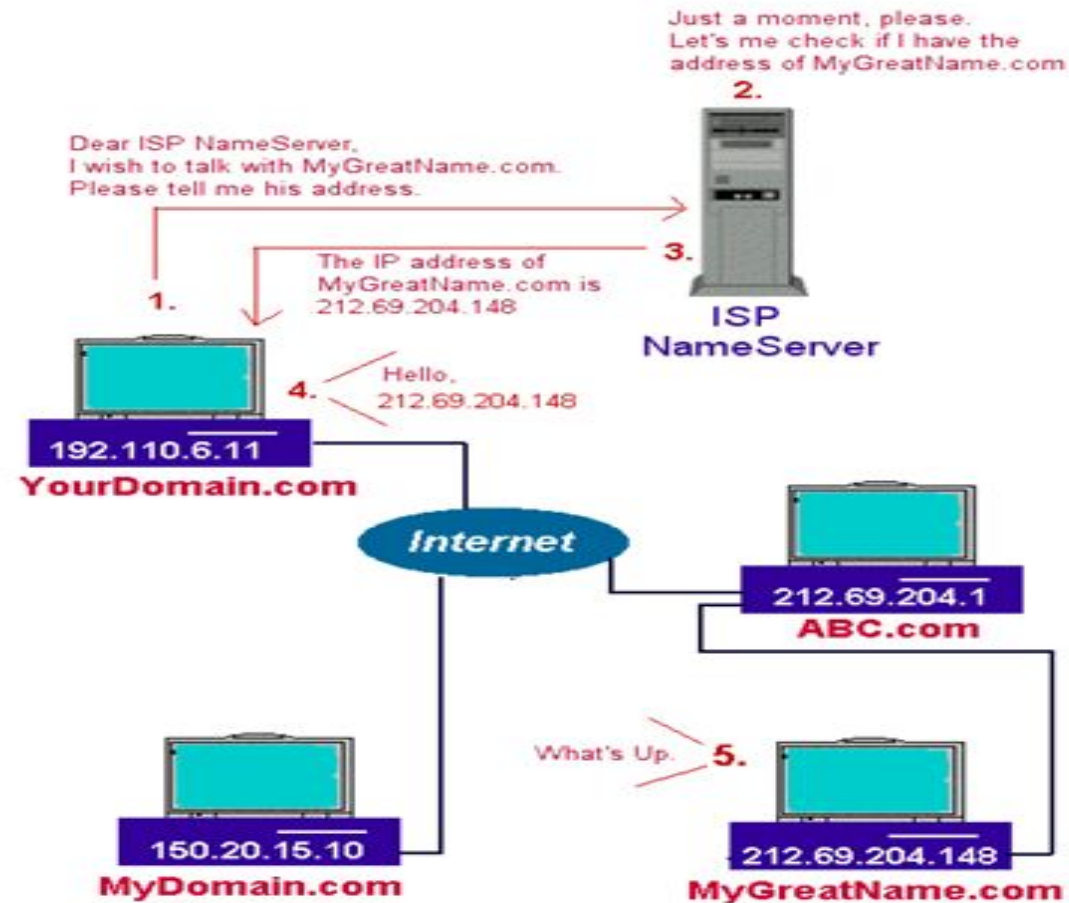 Just a moment, please.
Let's me check if I have the
address of MyGreatName.com
2.
Dear ISP NameServer,
I wish to talk with MyGreatName.com.
Please tell me his address.
3.
The IP address of
MyGreatName.com is
212.69.204.148
1.
ISP
NameServer
4.
Hello,
212.69.204.148
192.110.6.11
YourDomain.com
Internet
212.69.204.1
ABC.com
What's Up.
5.
150.20.15.10
MyDomain.com
212.69.204.148
MyGreatName.com